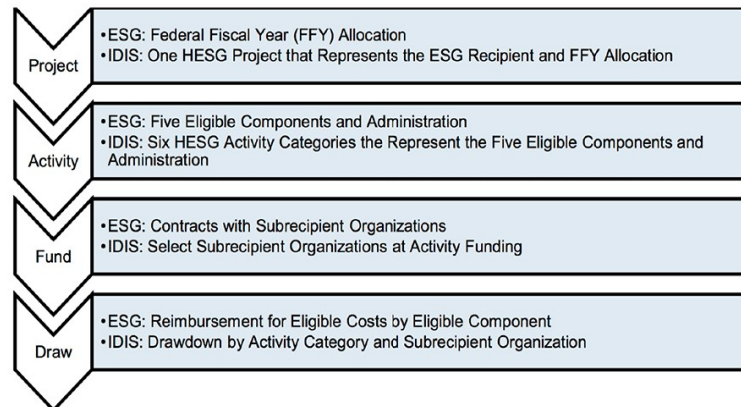 Project
•ESG: Federal Fiscal Year (FFY) Allocation
•IDIS: One HESG Project that Represents the ESG Recipient and FFY Allocation
Activity
•ESG: Five Eligible Components and Administration
•IDIS: Six HESG Activity Categories the Represent the Five Eligible Components and
Administration
Fund
•ESG: Contracts with Subrecipient Organizations
•IDIS: Select Subrecipient Organizations at Activity Funding
Draw
•ESG: Reimbursement for Eligible Costs by Eligible Component
•IDIS: Drawdown by Activity Category and Subrecipient Organization